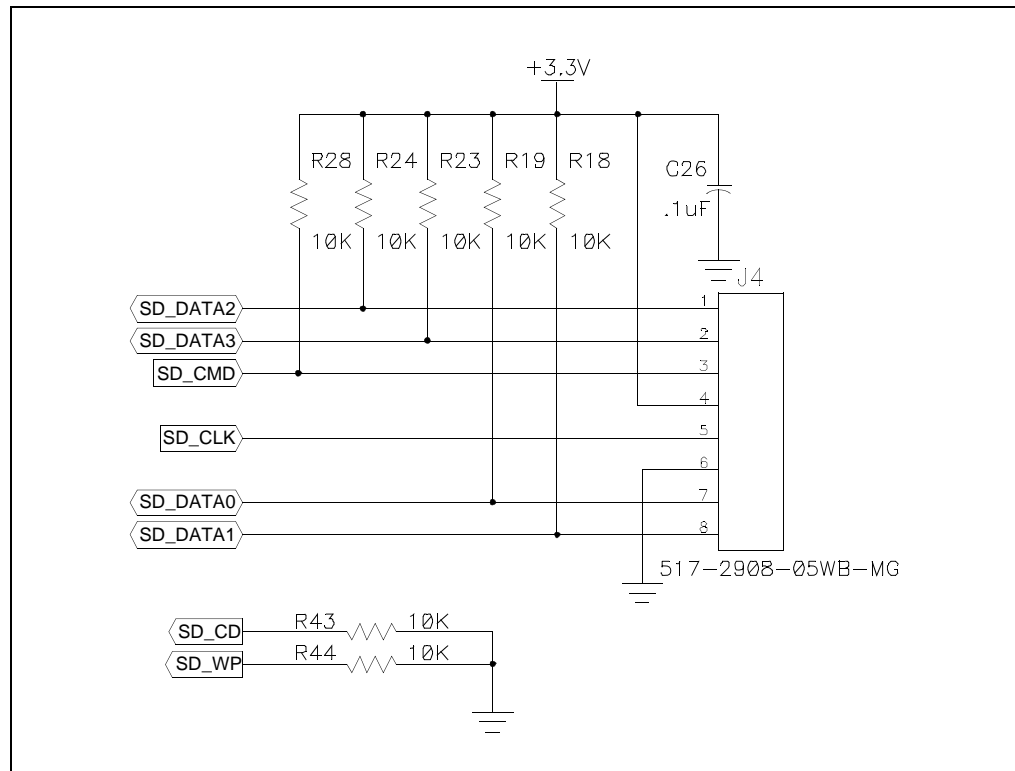 +3.3V
R28 R24 R23 R19 R18
C26
.1uF
10K 10K 10K 10K 10K
J4
SD_DATA2 1
SD_DATA3 2
SD_CMD 3
4
SD_CLK 5
6
SD_DATA0 7
SD_DATA1 8
517-2908-05WB-MG
SD_CD R43 10K
SD_WP R44 10K